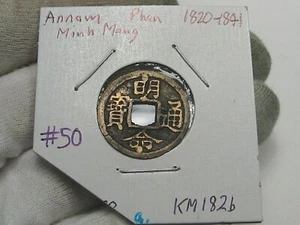 Annam Phan 1820-1841
Minh Mang
明
寶 通
命
#50
KM182b